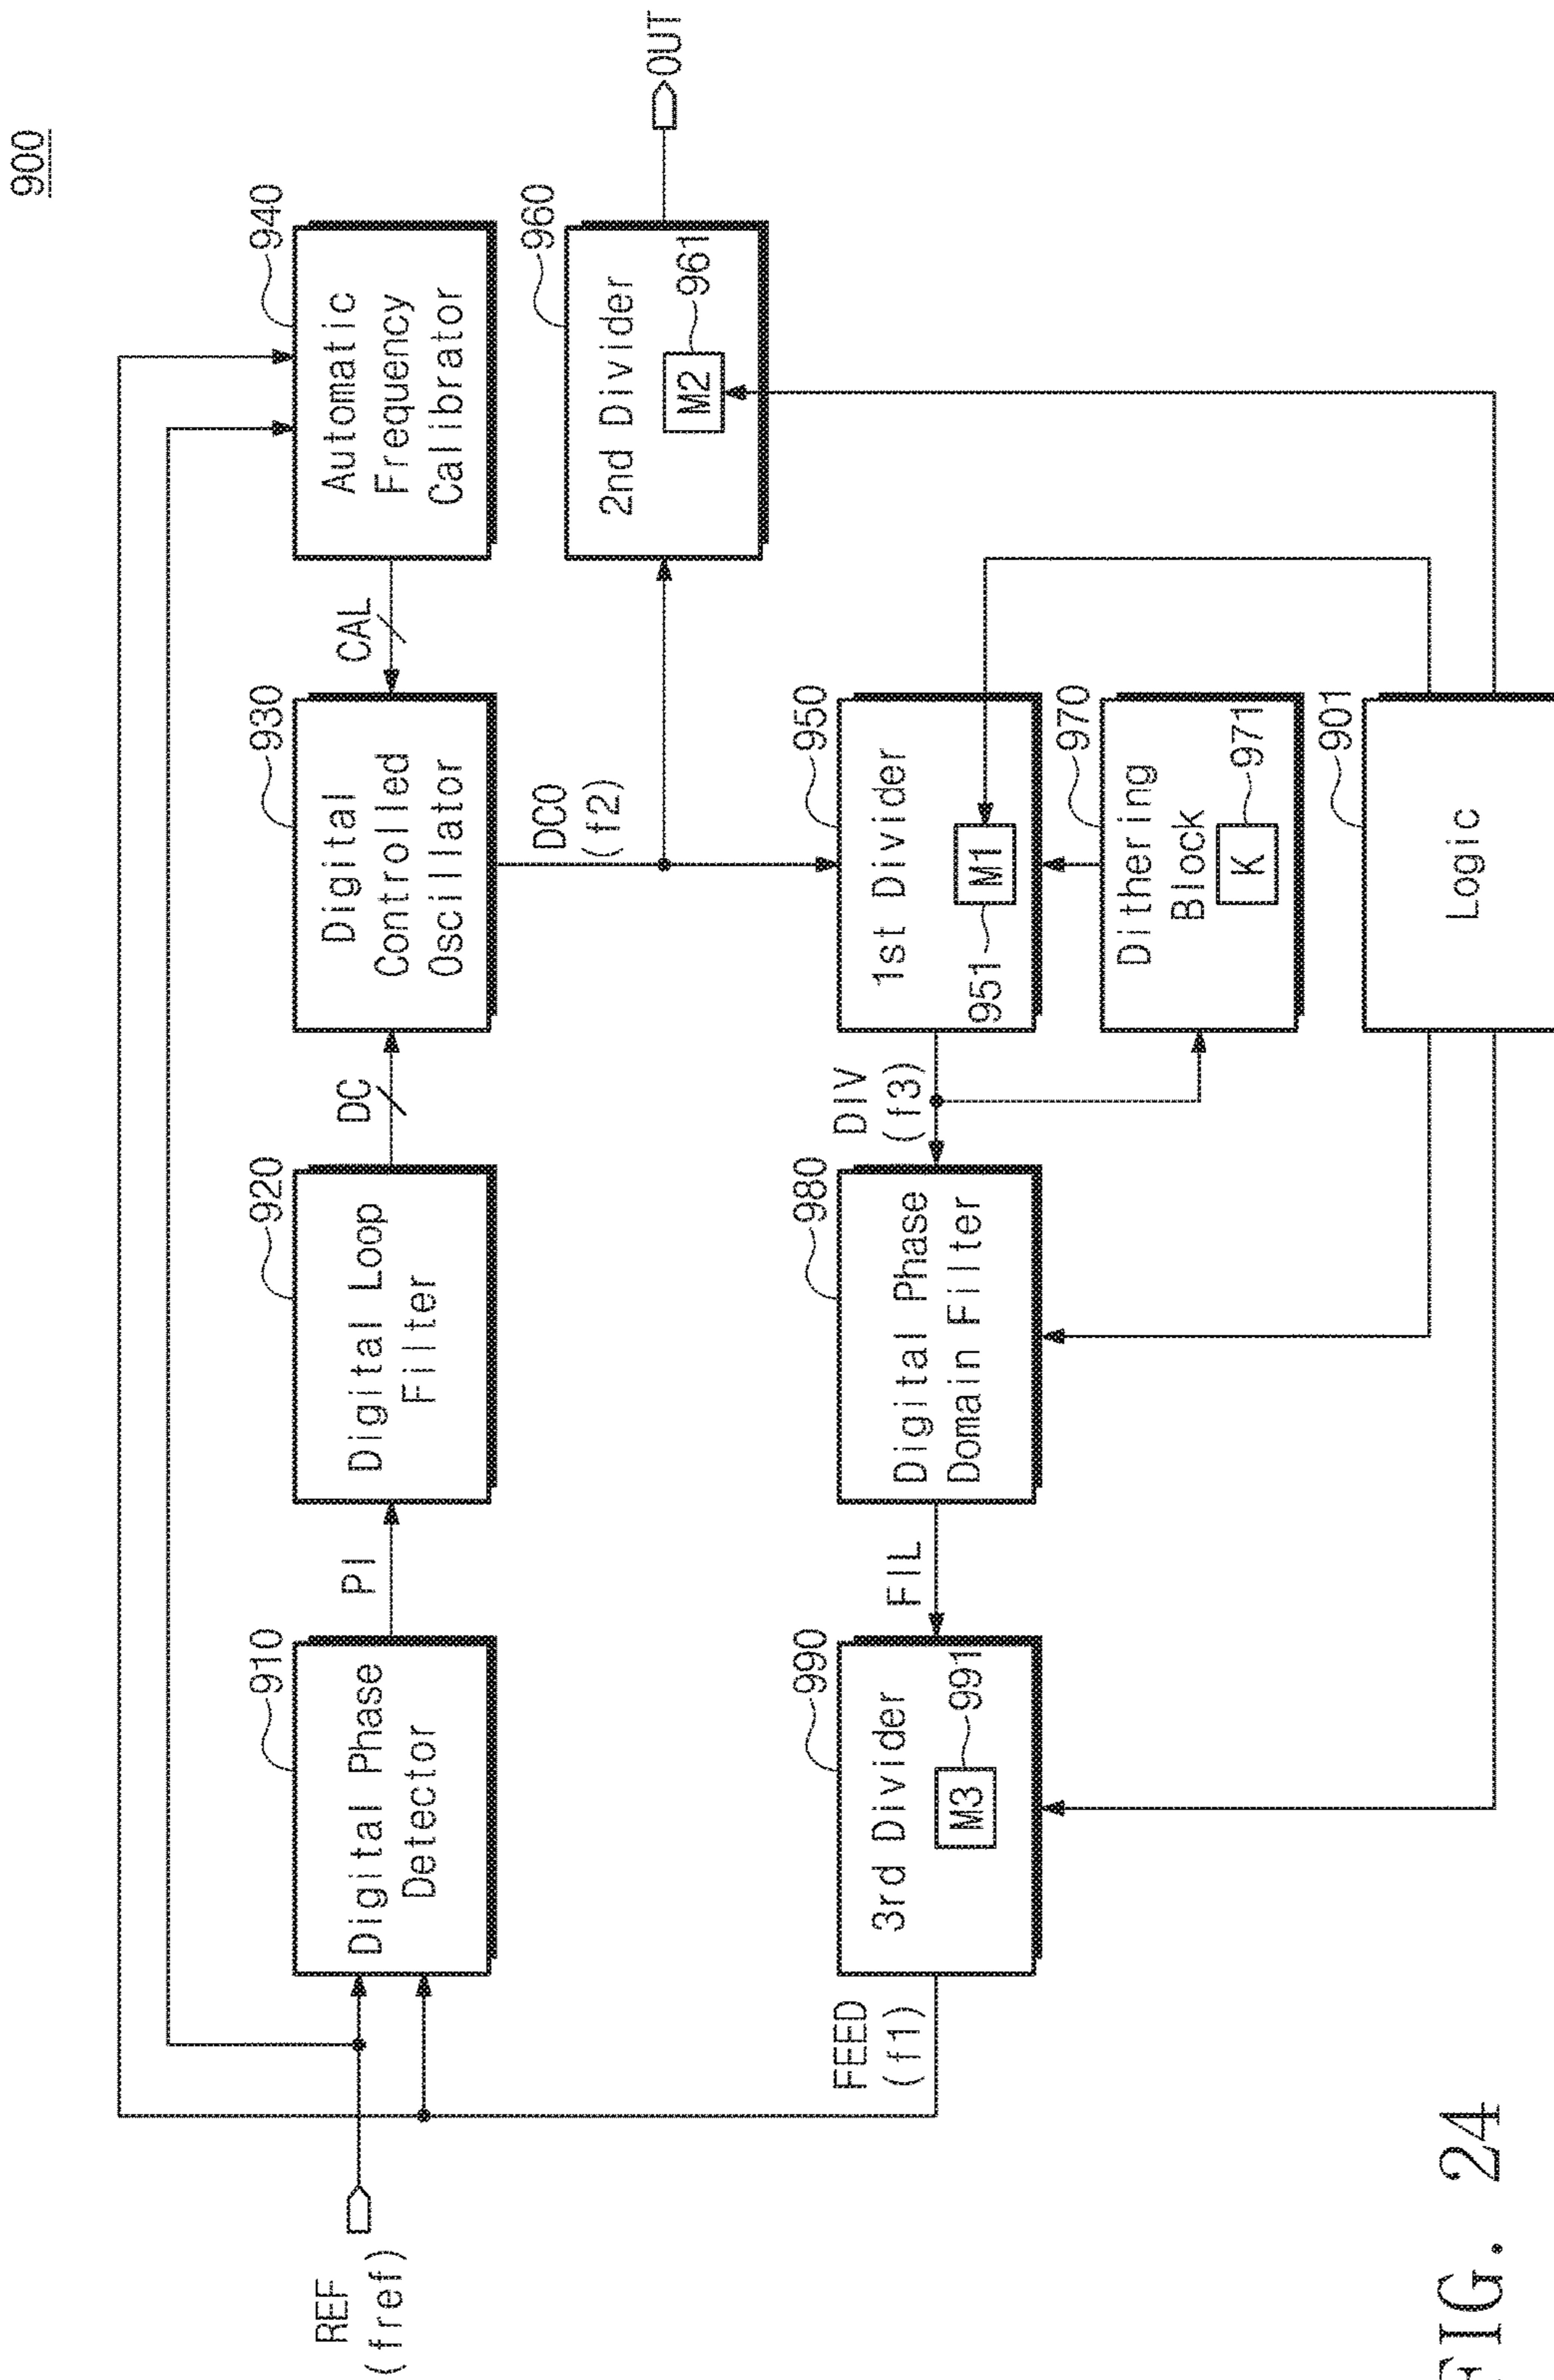 900
REF
(fref)
910
Digital Phase
Detector
PI
920
Digital Loop
Filter
DC
930
Digital
Controlled
Oscillator
CAL
940
Automatic
Frequency
Calibrator
DCO
(f2)
960
2nd Divider
M2
961
OUT
FEED
(f1)
990
3rd Divider
M3
991
FIL
980
Digital Phase
Domain Filter
DIV
(f3)
950
1st Divider
951
M1
970
Dithering
Block
K
971
901
Logic
FIG. 24